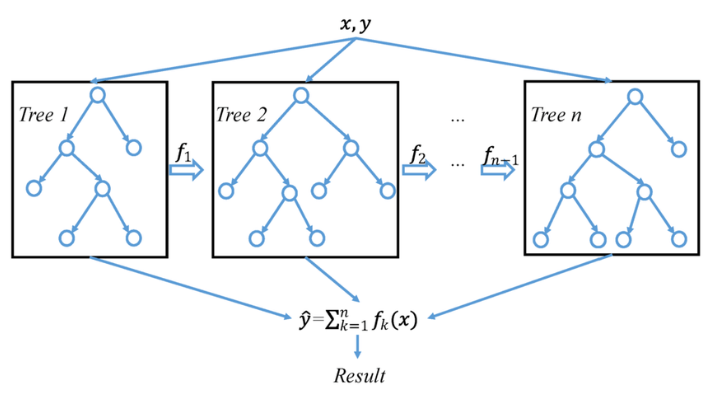 x, y
Tree 1
Tree 2
...
Tree n
f₁
f₂
...
fₙ₋₁
ŷ=∑ⁿₖ₌₁ fₖ(x)
Result